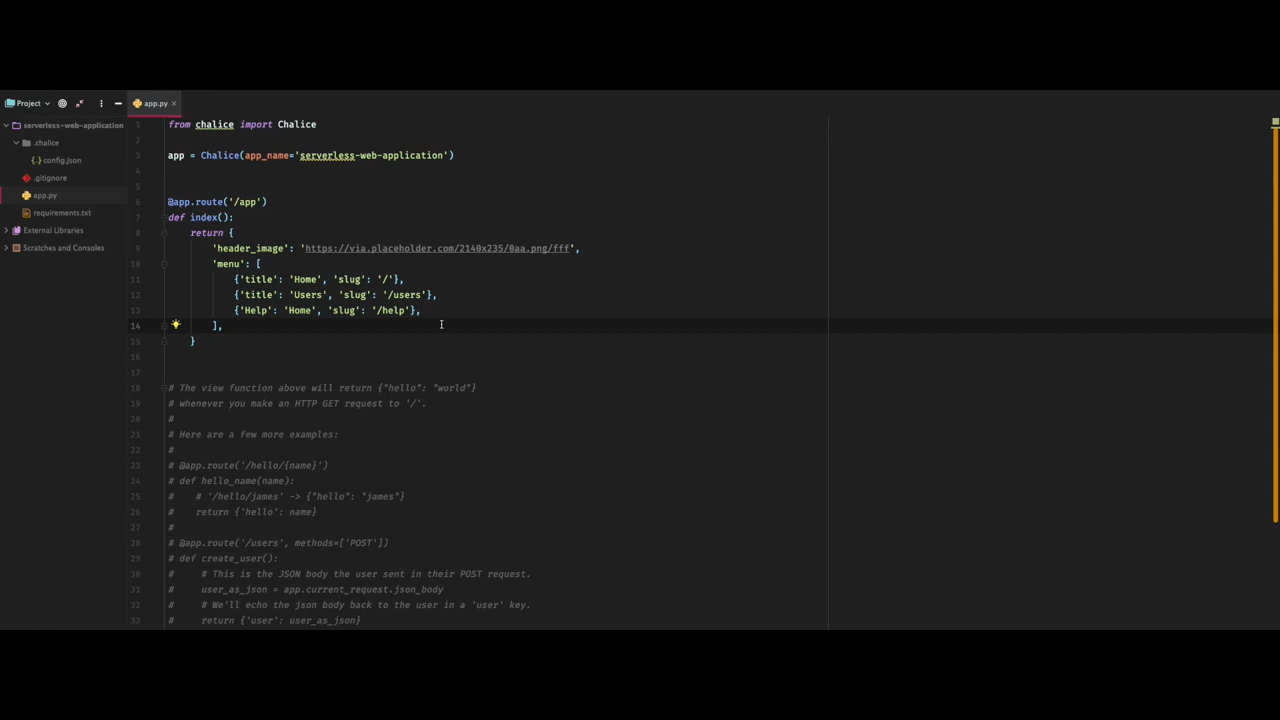 Project
serverless-web-application
.chalice
config.json
.gitignore
app.py
requirements.txt
External Libraries
Scratches and Consoles
app.py
1 from chalice import Chalice
2
3 app = Chalice(app_name='serverless-web-application')
4
5
6 @app.route('/app')
7 def index():
8 return {
9 'header_image': 'https://via.placeholder.com/2140x235/0aa.png/fff',
10 'menu': [
11 {'title': 'Home', 'slug': '/'},
12 {'title': 'Users', 'slug': '/users'},
13 {'Help': 'Home', 'slug': '/help'},
14 ],
15 }
16
17
18 # The view function above will return {"hello": "world"}
19 # whenever you make an HTTP GET request to '/'.
20 #
21 # Here are a few more examples:
22 #
23 # @app.route('/hello/{name}')
24 # def hello_name(name):
25 # # '/hello/james' -> {"hello": "james"}
26 # return {'hello': name}
27 #
28 # @app.route('/users', methods=['POST'])
29 # def create_user():
30 # # This is the JSON body the user sent in their POST request.
31 # user_as_json = app.current_request.json_body
32 # # We'll echo the json body back to the user in a 'user' key.
33 # return {'user': user_as_json}